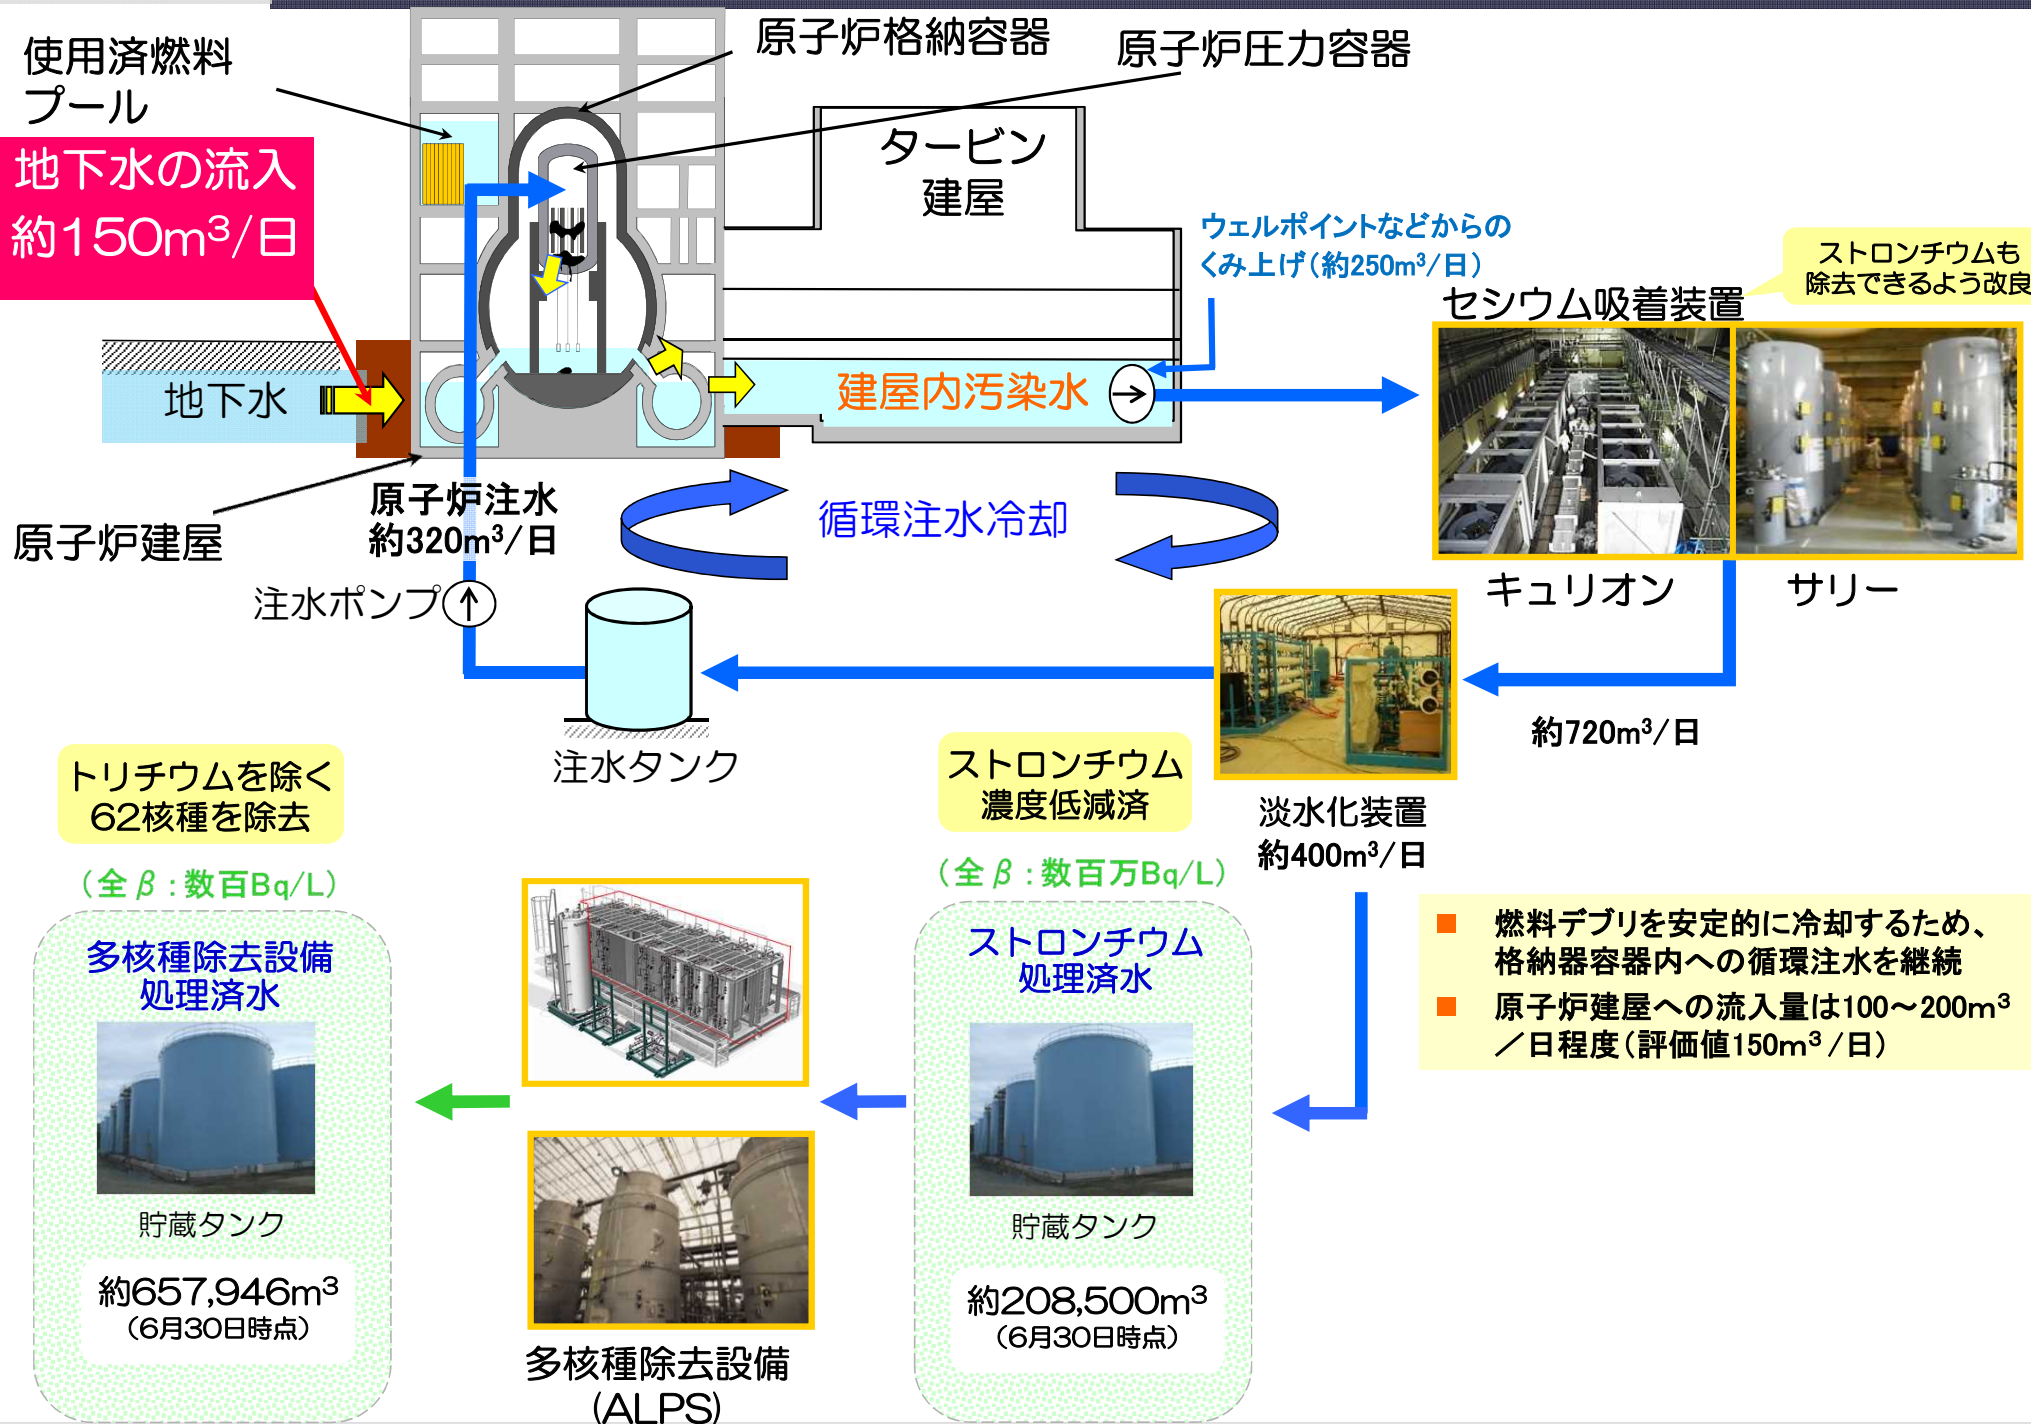 使用済燃料
プール
原子炉格納容器
原子炉圧力容器
地下水の流入
約150m³/日
タービン
建屋
ウェルポイントなどからの
くみ上げ（約250m³/日）
ストロンチウムも
除去できるよう改良
セシウム吸着装置
地下水
建屋内汚染水
原子炉建屋
原子炉注水
約320m³/日
循環注水冷却
キュリオン
サリー
注水ポンプ
注水タンク
約720m³/日
淡水化装置
約400m³/日
トリチウムを除く
62核種を除去
（全β：数百Bq/L）
多核種除去設備
処理済水
貯蔵タンク
約657,946m³
（6月30日時点）
多核種除去設備
(ALPS)
ストロンチウム
濃度低減済
（全β：数百万Bq/L）
ストロンチウム
処理済水
貯蔵タンク
約208,500m³
（6月30日時点）
燃料デブリを安定的に冷却するため、
格納器容器内への循環注水を継続
原子炉建屋への流入量は100～200m³
／日程度（評価値150m³/日）